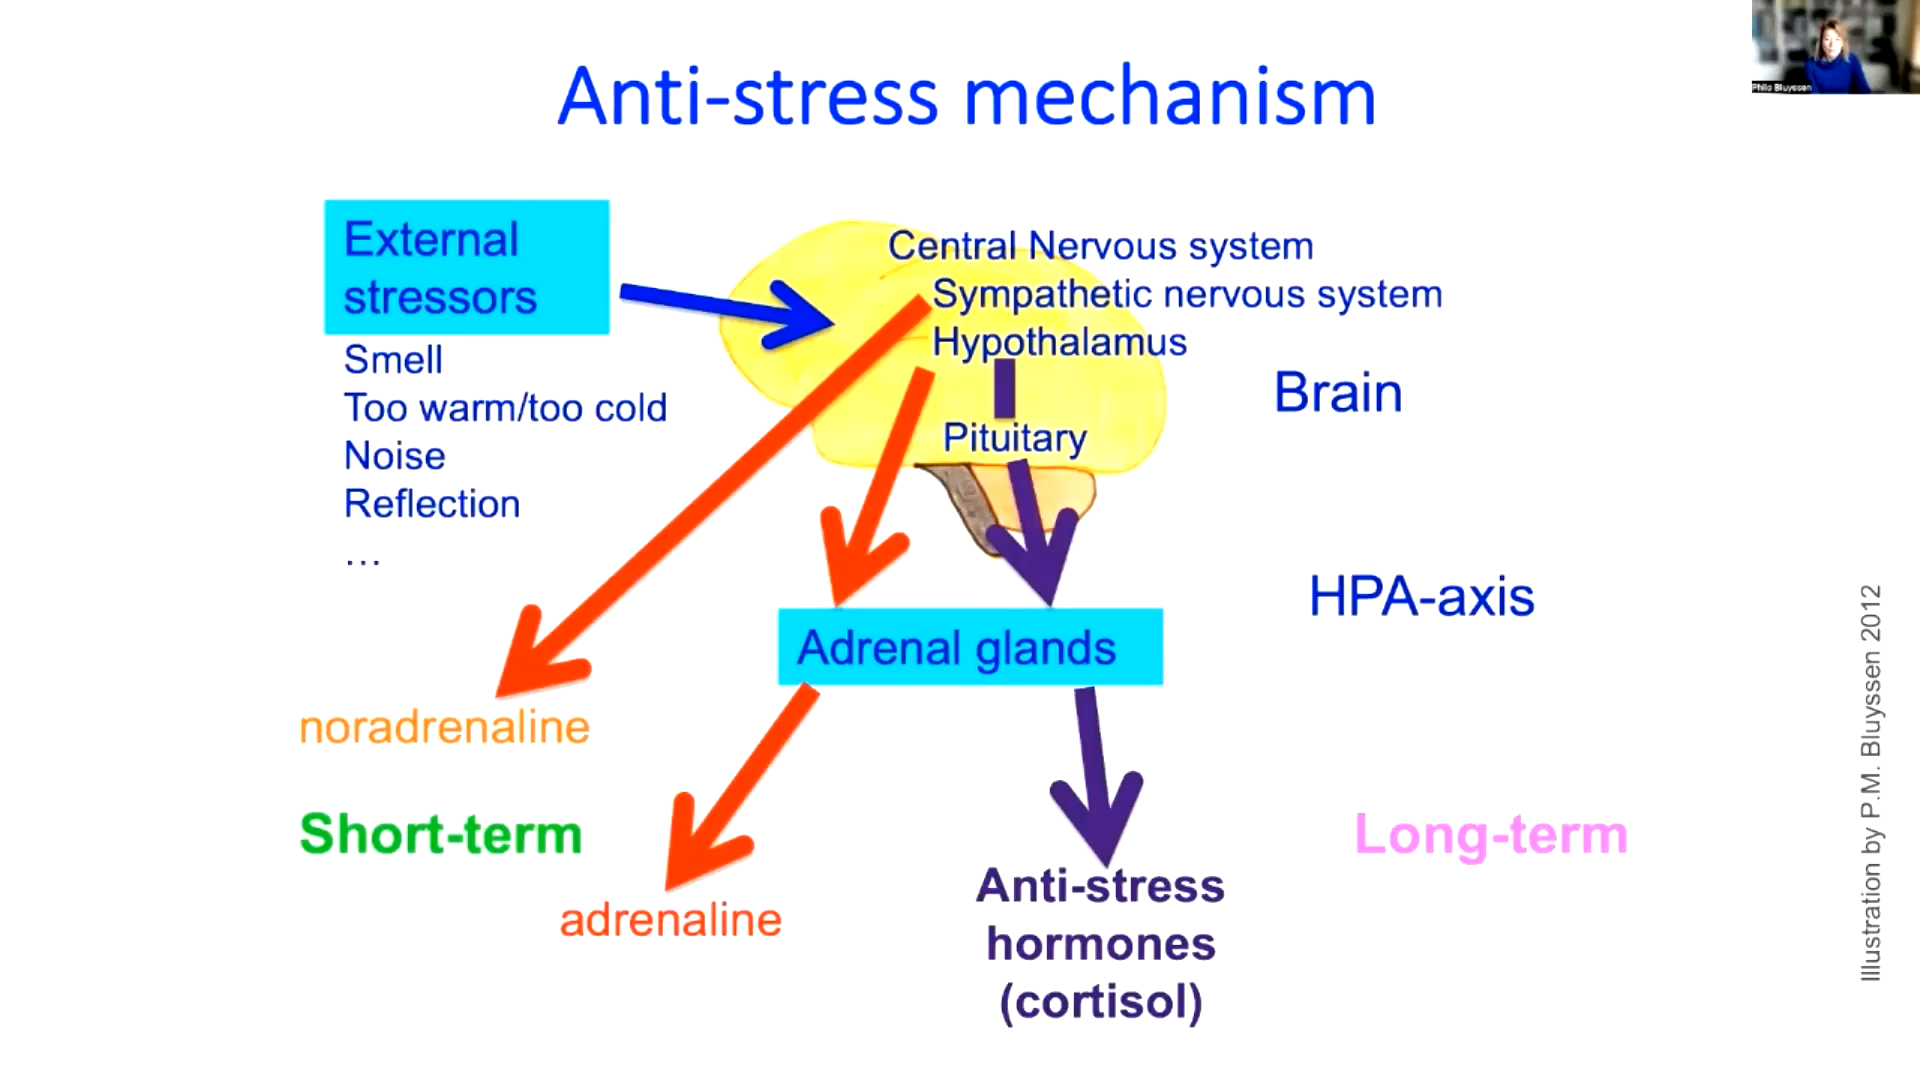 Anti-stress mechanism
Philo Bluyssen
External
stressors
Smell
Too warm/too cold
Noise
Reflection
...
Central Nervous system
Sympathetic nervous system
Hypothalamus
Pituitary
Brain
HPA-axis
Adrenal glands
noradrenaline
Short-term
adrenaline
Anti-stress
hormones
(cortisol)
Long-term
Illustration by P.M. Bluyssen 2012